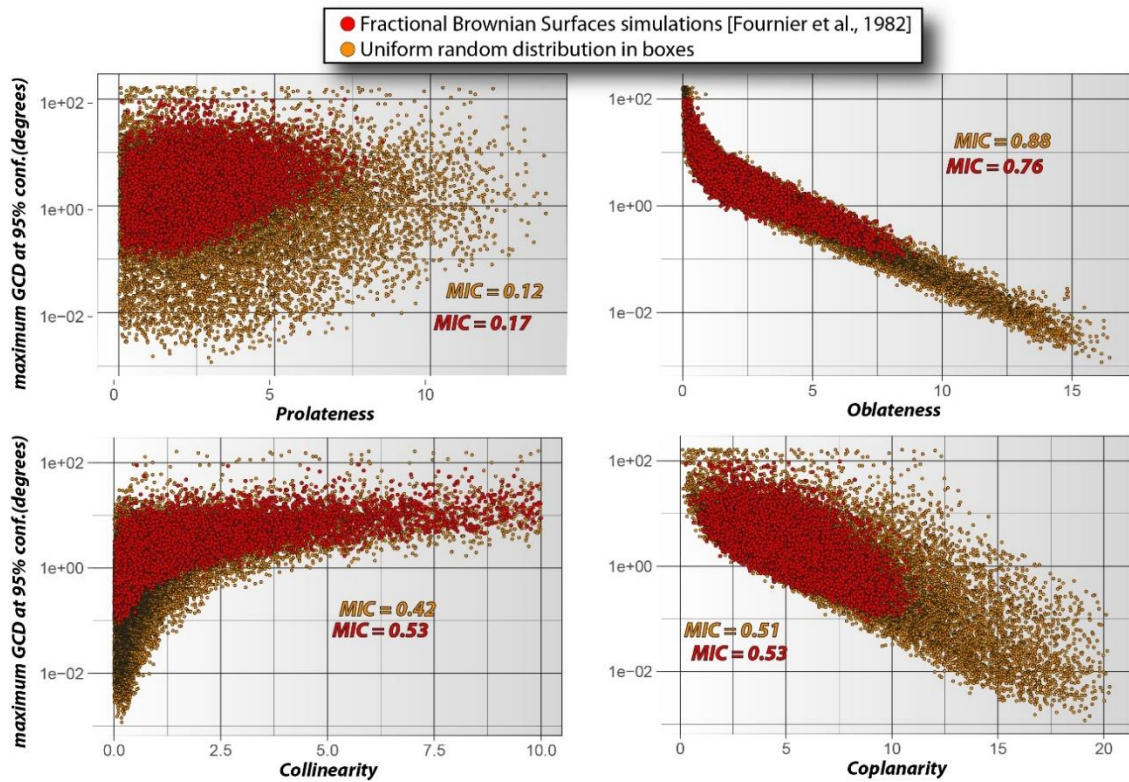 Fractional Brownian Surfaces simulations [Fournier et al., 1982]
Uniform random distribution in boxes
maximum GCD at 95% conf.(degrees)
1e+02
1e+00
1e−02
MIC = 0.12
MIC = 0.17
0 5 10
Prolateness
1e+02
1e+00
1e−02
MIC = 0.88
MIC = 0.76
0 5 10 15
Oblateness
maximum GCD at 95% conf.(degrees)
1e+02
1e+00
1e−02
MIC = 0.42
MIC = 0.53
0.0 2.5 5.0 7.5 10.0
Collinearity
1e+02
1e+00
1e−02
MIC = 0.51
MIC = 0.53
0 5 10 15 20
Coplanarity